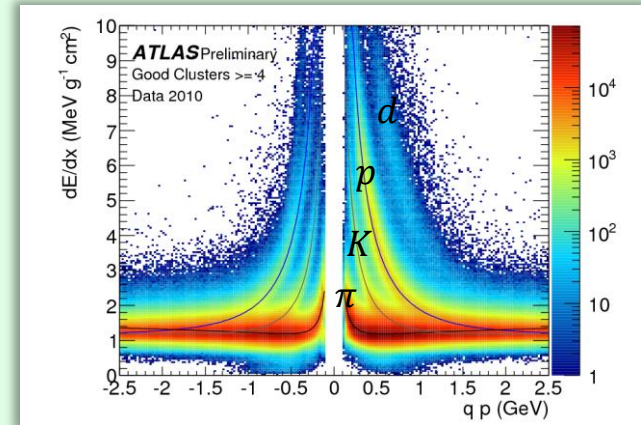 dE/dx (MeV g⁻¹ cm²)
10
9
8
7
6
5
4
3
2
1
0
ATLAS Preliminary
Good Clusters >= 4
Data 2010
d
p
K
π
-2.5 -2 -1.5 -1 -0.5 0 0.5 1 1.5 2 2.5
q p (GeV)
10⁴
10³
10²
10
1